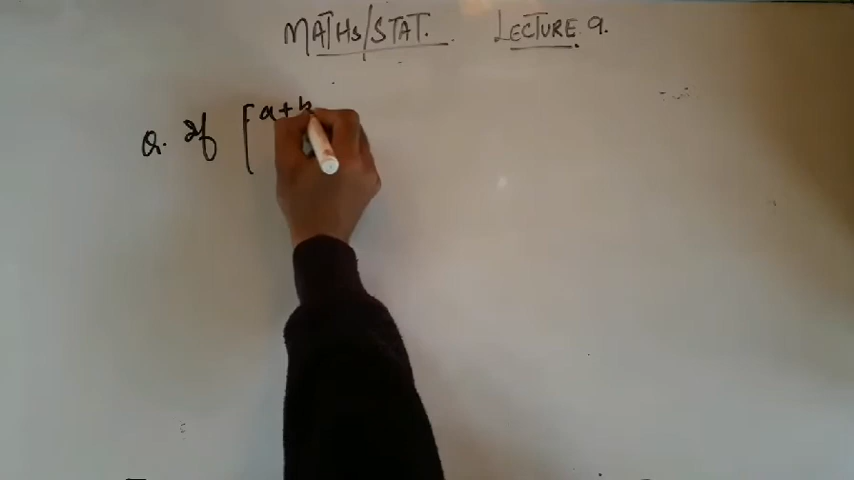 MATHS/STAT. LECTURE 9.
Q. If [a+b